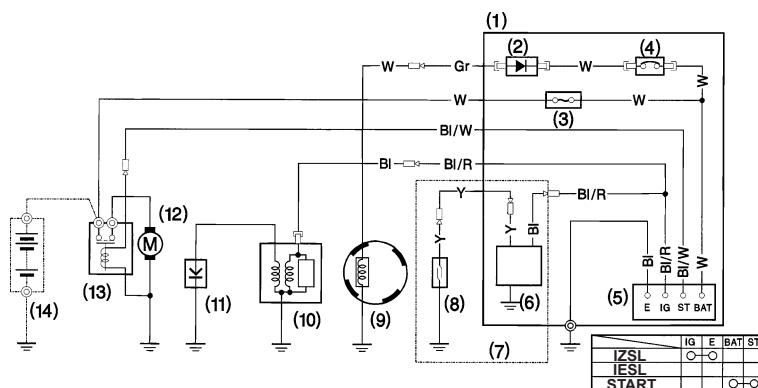 (1)
(2)
(4)
W
Gr
W
W
W
W
(3)
Bl/W
Bl
Bl/R
Y
Bl/R
(12)
M
Y
Y
Bl
Bl
Bl/R
Bl/W
W
(13)
(14)
(11)
(10)
(9)
(8)
(6)
(5)
E IG ST BAT
(7)
IG E BAT ST
IZSL
IESL
START